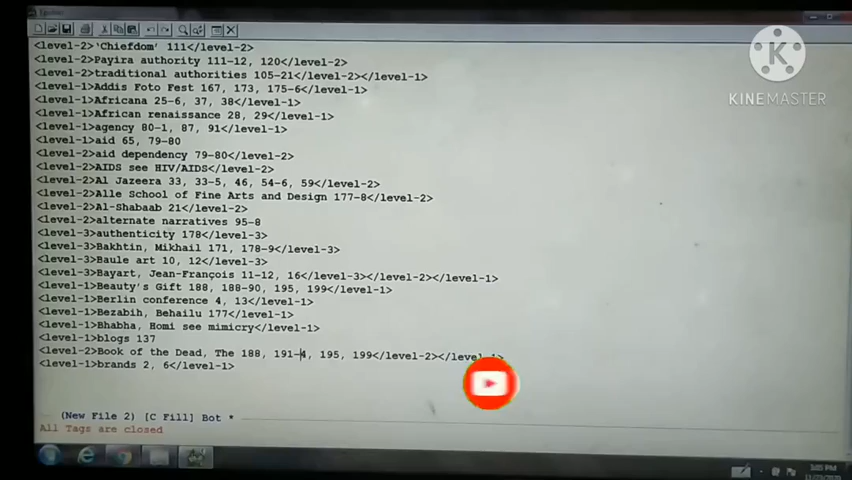 Epsilon
<level-2>'Chiefdom' 111</level-2>
<level-2>Payira authority 111-12, 120</level-2>
<level-2>traditional authorities 105-21</level-2></level-1>
<level-1>Addis Foto Fest 167, 173, 175-6</level-1>
<level-1>Africana 25-6, 37, 38</level-1>
<level-1>African renaissance 28, 29</level-1>
<level-1>agency 80-1, 87, 91</level-1>
<level-1>aid 65, 79-80
<level-2>aid dependency 79-80</level-2>
<level-2>AIDS see HIV/AIDS</level-2>
<level-2>Al Jazeera 33, 33-5, 46, 54-6, 59</level-2>
<level-2>Alle School of Fine Arts and Design 177-8</level-2>
<level-2>Al-Shabaab 21</level-2>
<level-2>alternate narratives 95-8
<level-3>authenticity 178</level-3>
<level-3>Bakhtin, Mikhail 171, 178-9</level-3>
<level-3>Baule art 10, 12</level-3>
<level-3>Bayart, Jean-François 11-12, 16</level-3></level-2></level-1>
<level-1>Beauty's Gift 188, 188-90, 195, 199</level-1>
<level-1>Berlin conference 4, 13</level-1>
<level-1>Bezabih, Behailu 177</level-1>
<level-1>Bhabha, Homi see mimicry</level-1>
<level-1>blogs 137
<level-2>Book of the Dead, The 188, 191-4, 195, 199</level-2></level-1>
<level-1>brands 2, 6</level-1>
(New File 2) [C Fill] Bot *
All Tags are closed
5:05 PM
K
KINEMASTER